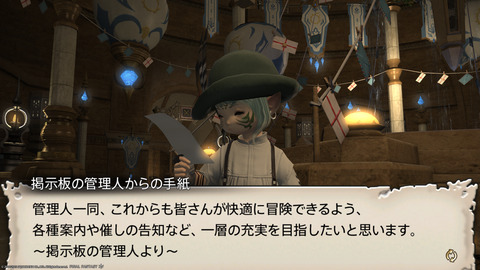 掲示板の管理人からの手紙
管理人一同、これからも皆さんが快適に冒険できるよう、
各種案内や催しの告知など、一層の充実を目指したいと思います。
～掲示板の管理人より～
FINAL FANTASY XIV